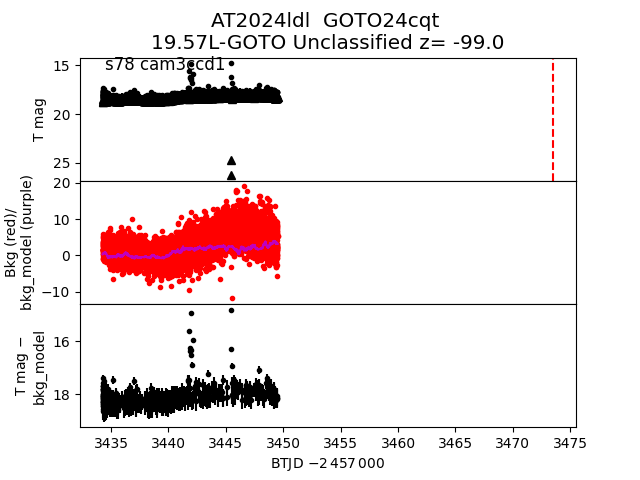 AT2024ldl  GOTO24cqt
19.57L-GOTO Unclassified z= -99.0
s78 cam3 ccd1
15
20
25
T mag
20
10
0
−10
Bkg (red)/
bkg_model (purple)
16
18
T mag −
bkg_model
3435 3440 3445 3450 3455 3460 3465 3470 3475
BTJD −2 457 000